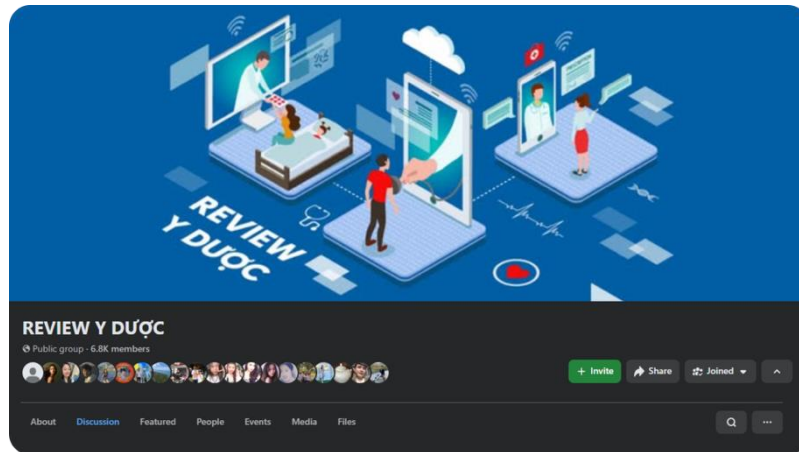 REVIEW
Y DƯỢC
REVIEW Y DƯỢC
Public group · 6.8K members
+ Invite
Share
Joined
About Discussion Featured People Events Media Files